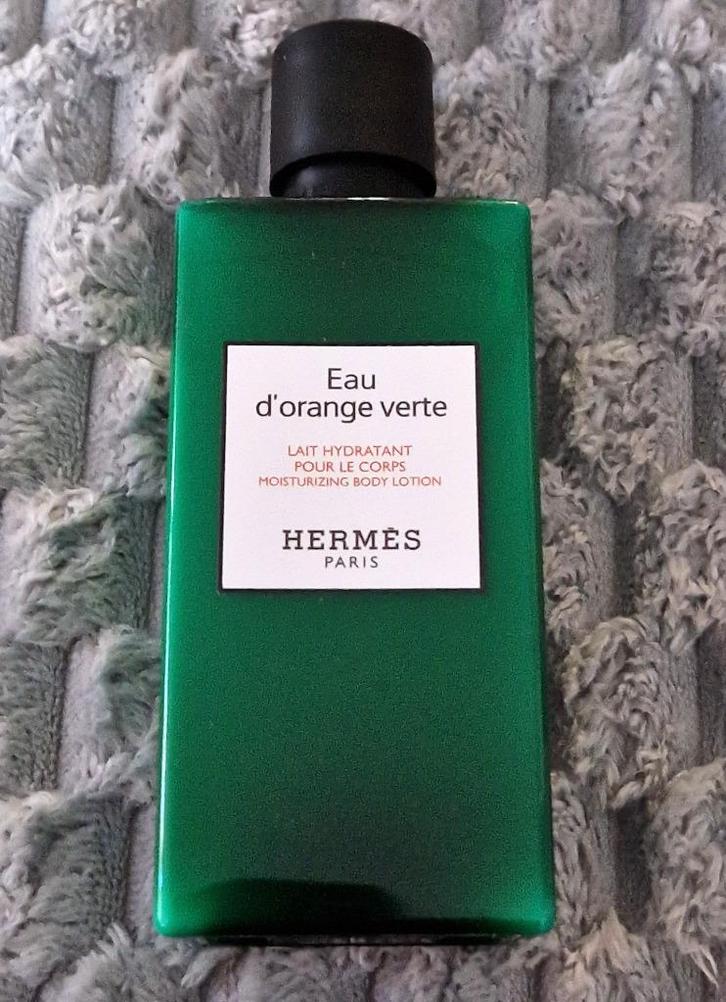 Eau
d'orange verte
LAIT HYDRATANT
POUR LE CORPS
MOISTURIZING BODY LOTION
HERMÈS
PARIS